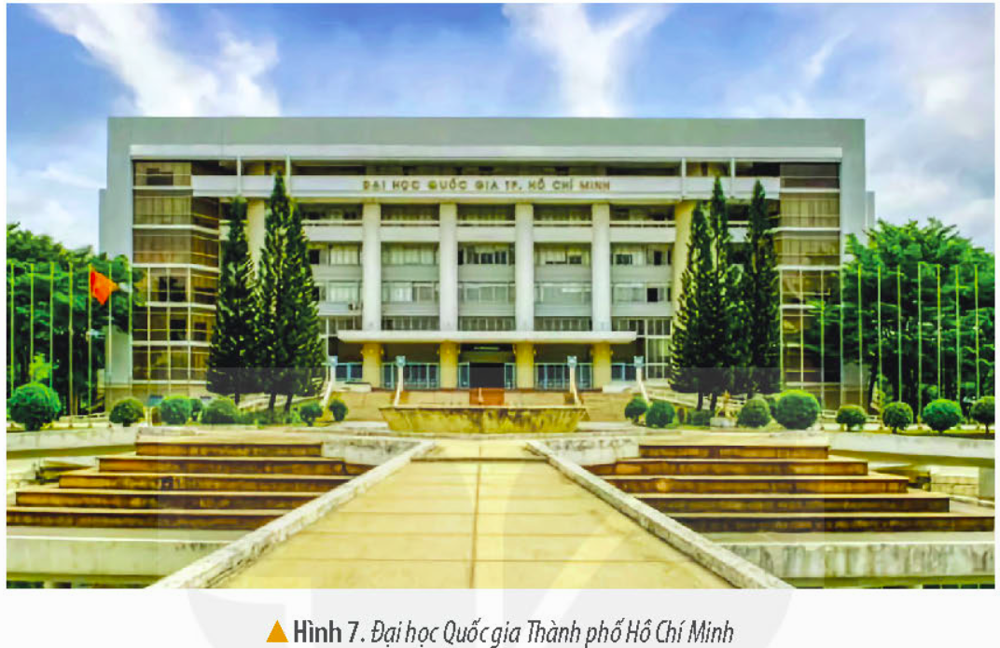 ĐẠI HỌC QUỐC GIA TP. HỒ CHÍ MINH
▲ Hình 7. Đại học Quốc gia Thành phố Hồ Chí Minh